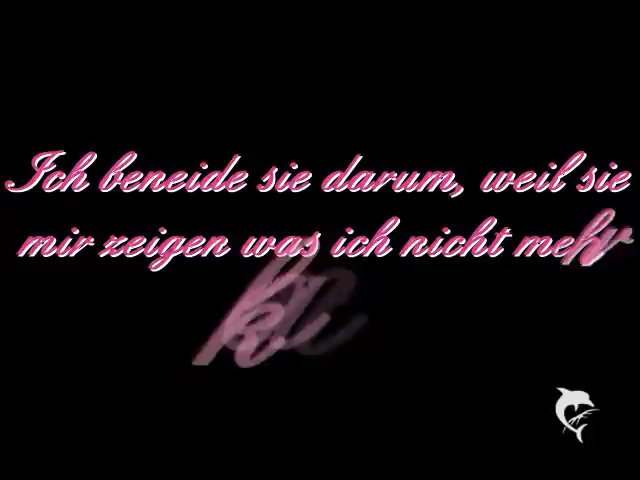 Ich beneide sie darum, weil sie
mir zeigen was ich nicht mehr